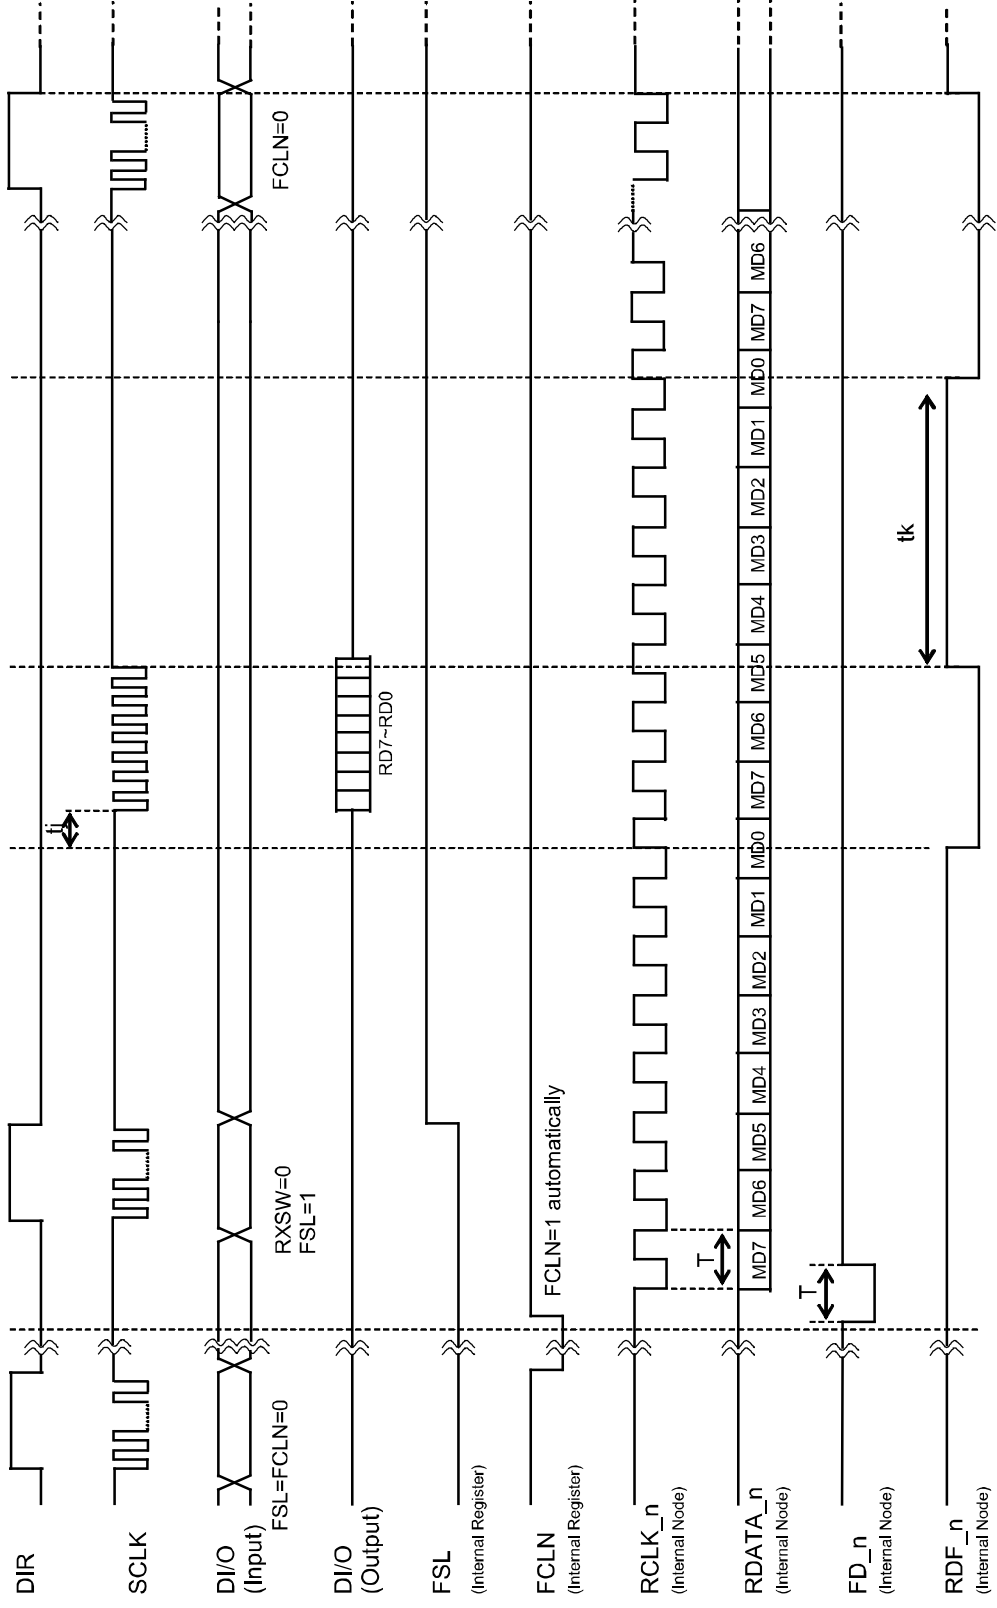 DIR
SCLK
DI/O
(Input)
FSL=FCLN=0
RXSW=0
FSL=1
FCLN=0
DI/O
(Output)
RD7~RD0
FSL
(Internal Register)
FCLN
(Internal Register)
FCLN=1 automatically
RCLK_n
(Internal Node)
T
RDATA_n
(Internal Node)
MD7 MD6 MD5 MD4 MD3 MD2 MD1 MD0 MD7 MD6 MD5 MD4 MD3 MD2 MD1 MD0 MD7 MD6
FD_n
(Internal Node)
T
RDF_n
(Internal Node)
tj
tk